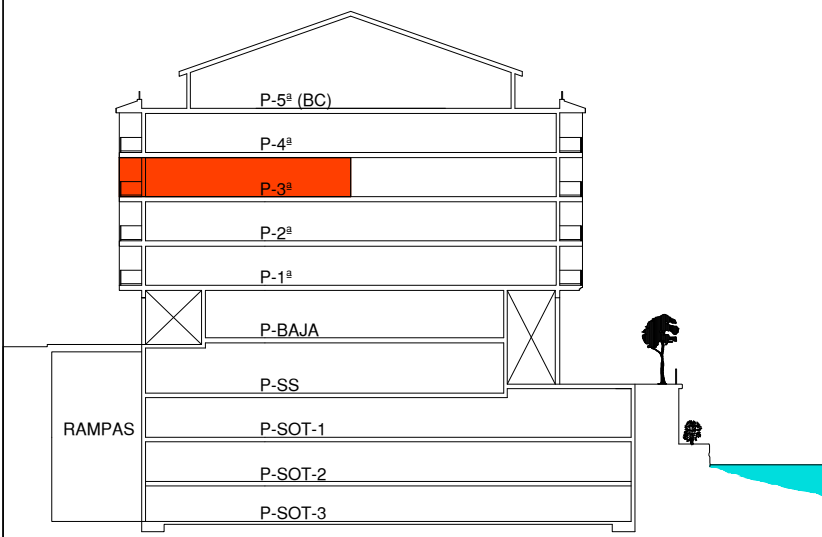 P-5ª (BC)
P-4ª
P-3ª
P-2ª
P-1ª
P-BAJA
P-SS
RAMPAS
P-SOT-1
P-SOT-2
P-SOT-3